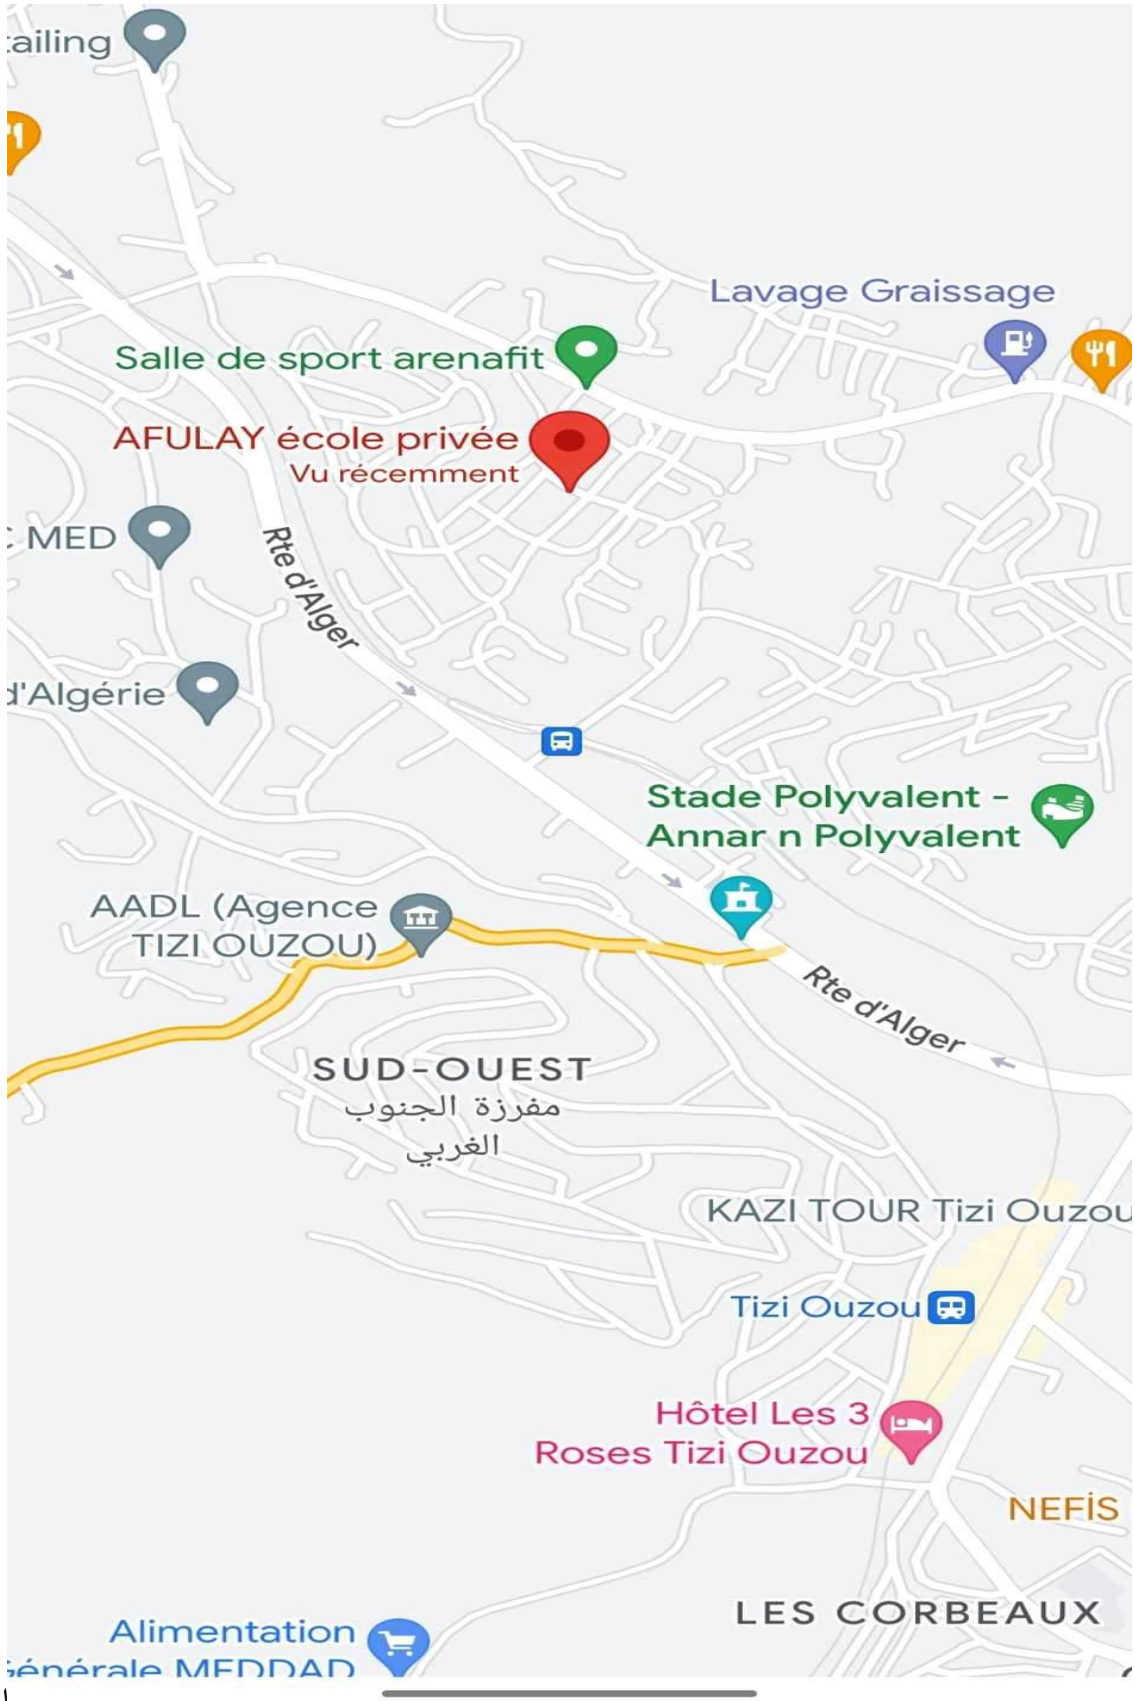 ailing
Lavage Graissage
Salle de sport arenafit
AFULAY école privée
Vu récemment
MED
Rte d'Alger
d'Algérie
Stade Polyvalent -
Annar n Polyvalent
AADL (Agence
TIZI OUZOU)
Rte d'Alger
SUD-OUEST
مفرزة الجنوب
الغربي
KAZI TOUR Tizi Ouzou
Tizi Ouzou
Hôtel Les 3
Roses Tizi Ouzou
NEFİS
LES CORBEAUX
Alimentation
Générale MEDDAD